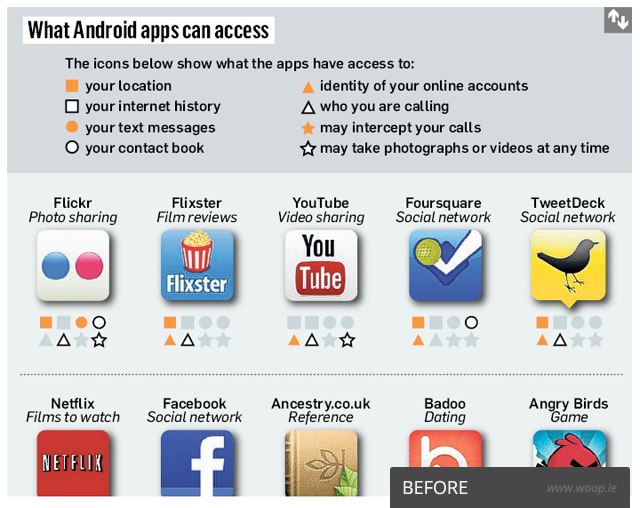 What Android apps can access
The icons below show what the apps have access to:
your location
identity of your online accounts
your internet history
who you are calling
your text messages
may intercept your calls
your contact book
may take photographs or videos at any time
Flickr
Photo sharing
Flixster
Film reviews
YouTube
Video sharing
Foursquare
Social network
TweetDeck
Social network
Flixster
You
Tube
Netflix
Films to watch
Facebook
Social network
Ancestry.co.uk
Reference
Badoo
Dating
Angry Birds
Game
NETFLIX
f
BEFORE
www.woop.ie